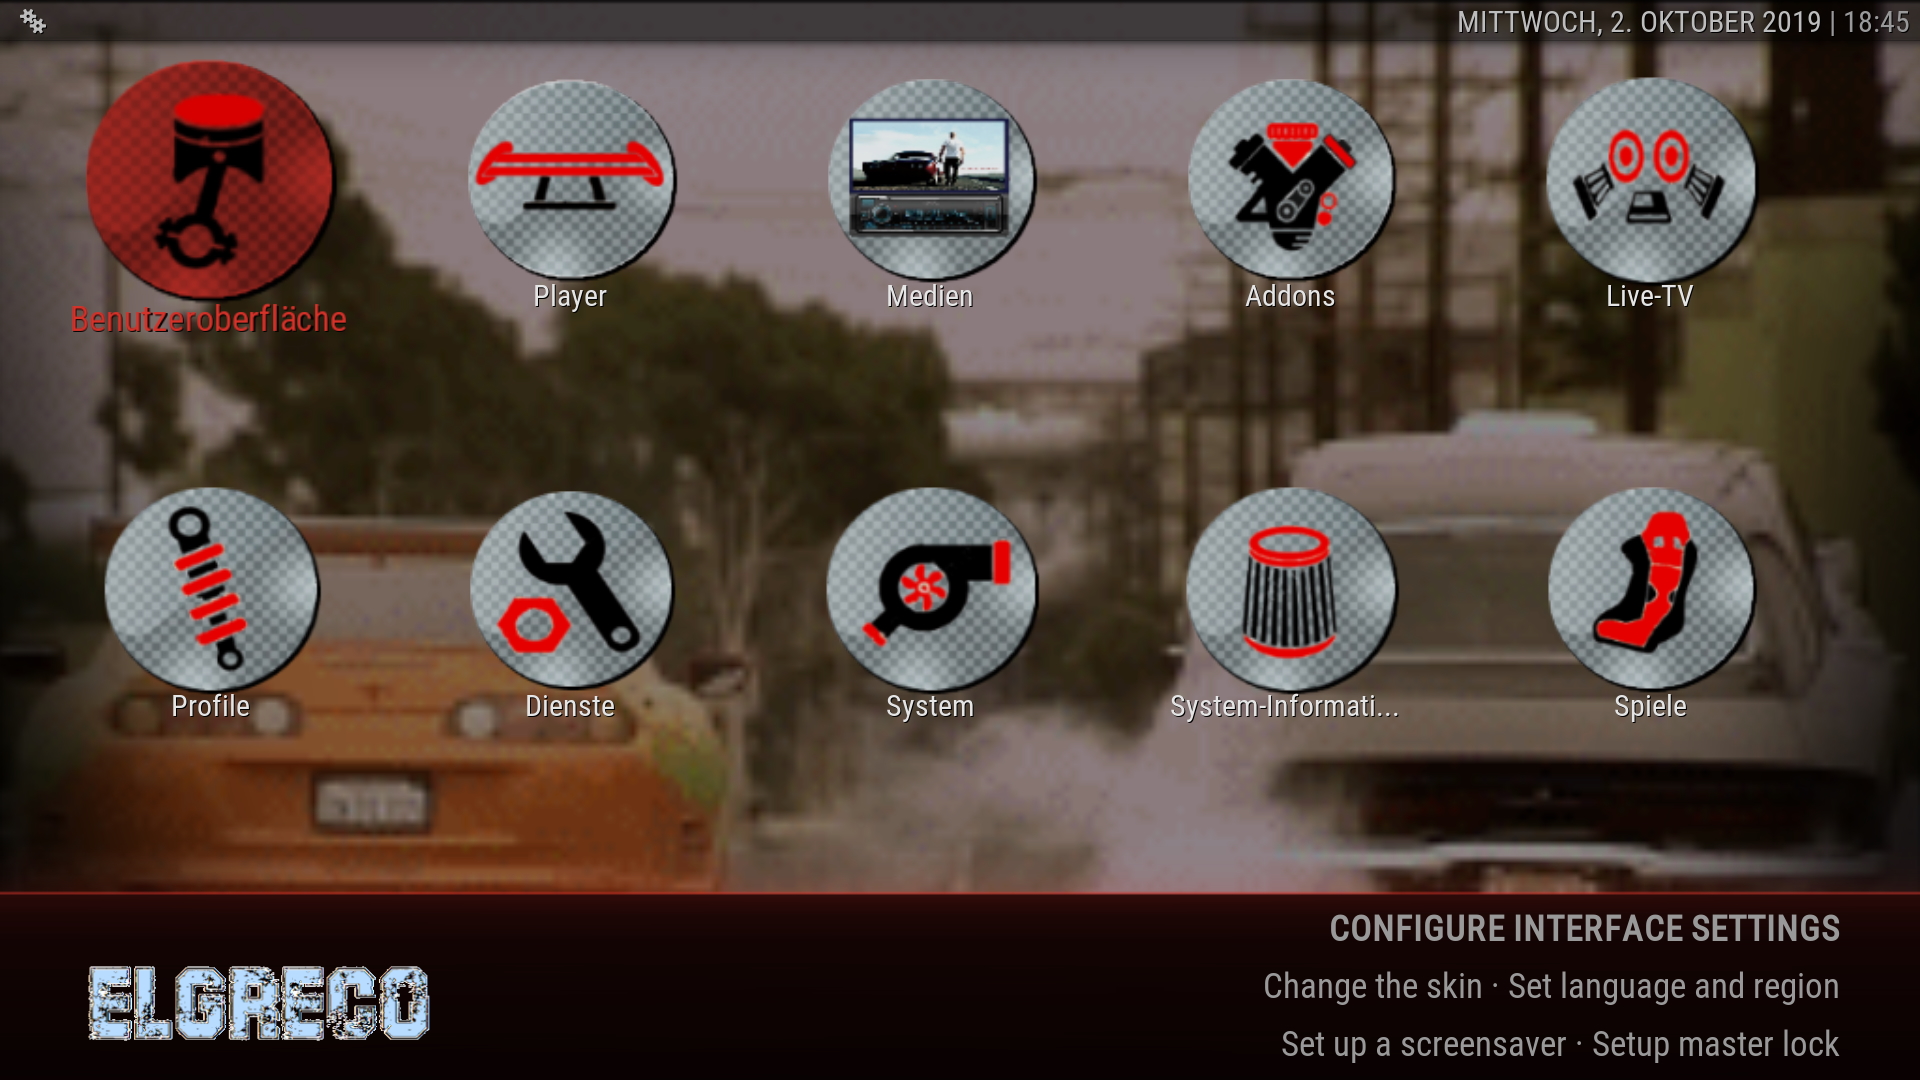 MITTWOCH, 2. OKTOBER 2019 | 18:45
Benutzeroberfläche
Player
Medien
Addons
Live-TV
Profile
Dienste
System
System-Informati...
Spiele
ELGRECO
CONFIGURE INTERFACE SETTINGS
Change the skin · Set language and region
Set up a screensaver · Setup master lock